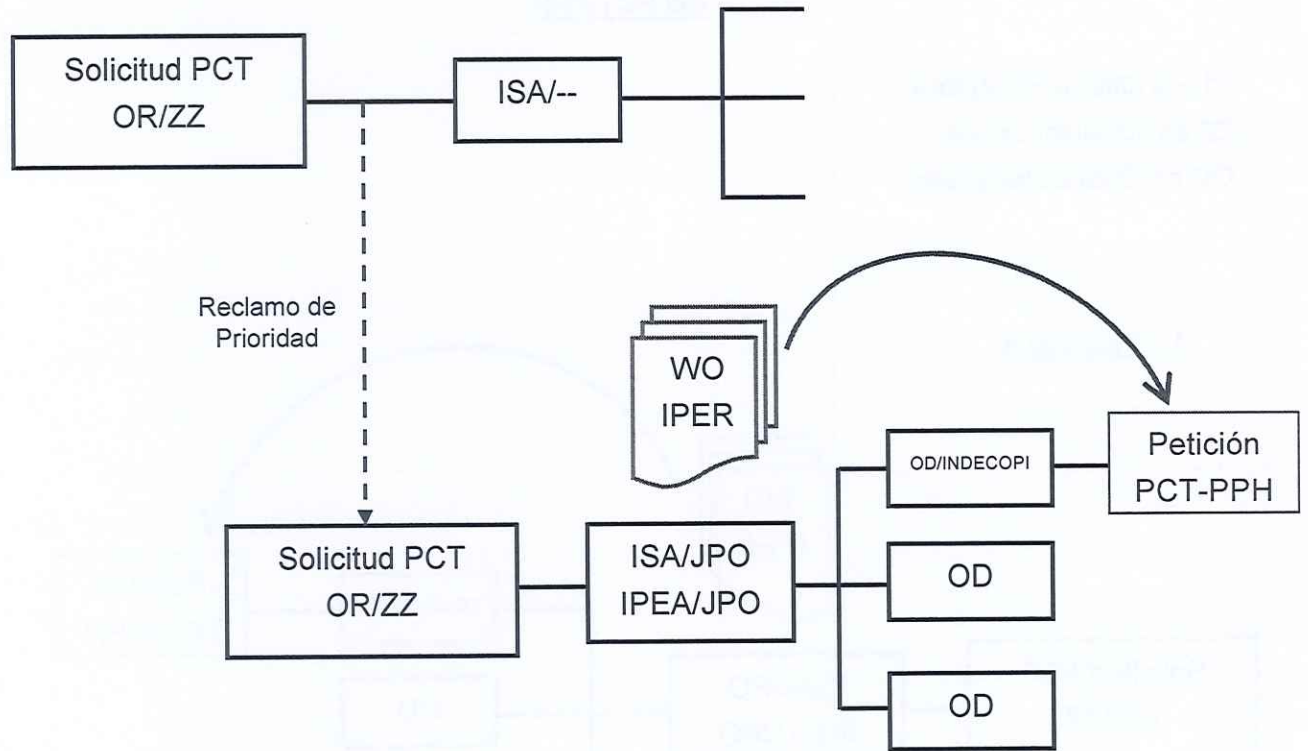 Solicitud PCT
OR/ZZ
ISA/--
Reclamo de
Prioridad
WO
IPER
OD/INDECOPI
Petición
PCT-PPH
Solicitud PCT
OR/ZZ
ISA/JPO
IPEA/JPO
OD
OD